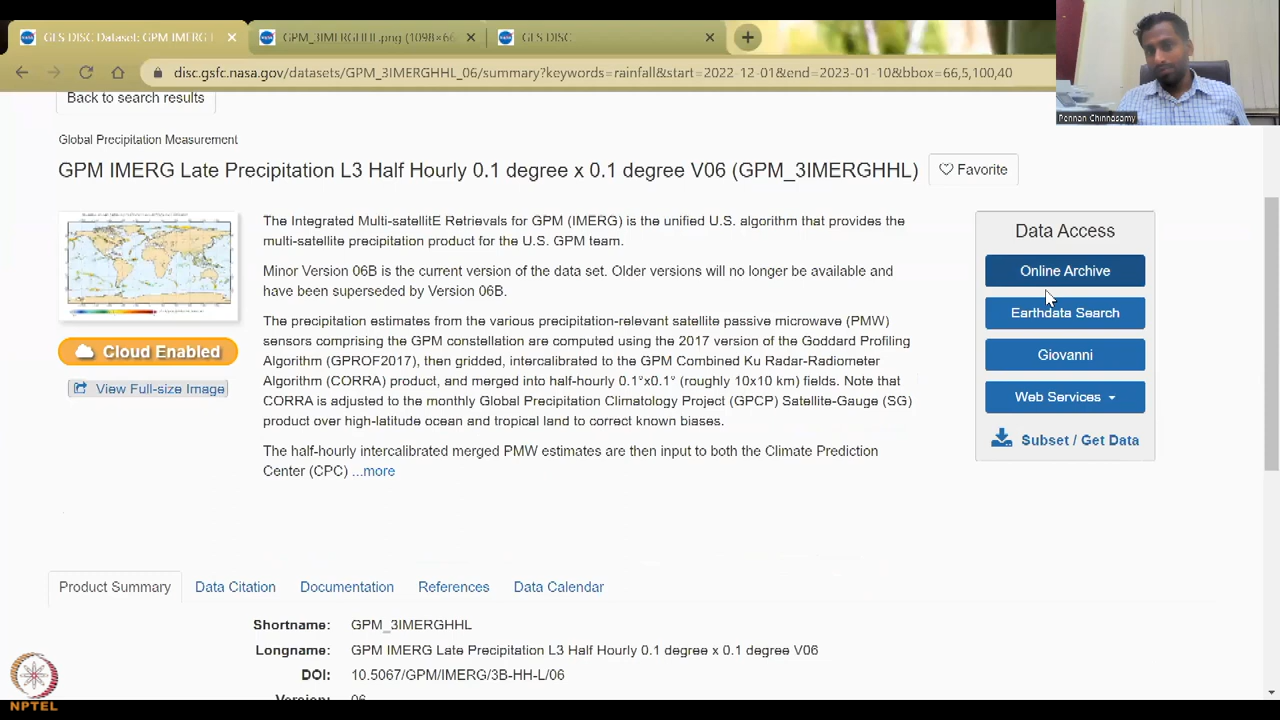 GES DISC Dataset: GPM IMERG
GPM_3IMERGHHL.png (1098×66
GES DISC
disc.gsfc.nasa.gov/datasets/GPM_3IMERGHHL_06/summary?keywords=rainfall&start=2022-12-01&end=2023-01-10&bbox=66,5,100,40
Pennan Chinnasamy
Back to search results
Global Precipitation Measurement
GPM IMERG Late Precipitation L3 Half Hourly 0.1 degree x 0.1 degree V06 (GPM_3IMERGHHL)
Favorite
Cloud Enabled
View Full-size Image
The Integrated Multi-satellitE Retrievals for GPM (IMERG) is the unified U.S. algorithm that provides the
multi-satellite precipitation product for the U.S. GPM team.
Minor Version 06B is the current version of the data set. Older versions will no longer be available and
have been superseded by Version 06B.
The precipitation estimates from the various precipitation-relevant satellite passive microwave (PMW)
sensors comprising the GPM constellation are computed using the 2017 version of the Goddard Profiling
Algorithm (GPROF2017), then gridded, intercalibrated to the GPM Combined Ku Radar-Radiometer
Algorithm (CORRA) product, and merged into half-hourly 0.1°x0.1° (roughly 10x10 km) fields. Note that
CORRA is adjusted to the monthly Global Precipitation Climatology Project (GPCP) Satellite-Gauge (SG)
product over high-latitude ocean and tropical land to correct known biases.
The half-hourly intercalibrated merged PMW estimates are then input to both the Climate Prediction
Center (CPC) ...more
Data Access
Online Archive
Earthdata Search
Giovanni
Web Services
Subset / Get Data
Product Summary
Data Citation
Documentation
References
Data Calendar
Shortname: GPM_3IMERGHHL
Longname: GPM IMERG Late Precipitation L3 Half Hourly 0.1 degree x 0.1 degree V06
DOI: 10.5067/GPM/IMERG/3B-HH-L/06
Version: 06
NPTEL